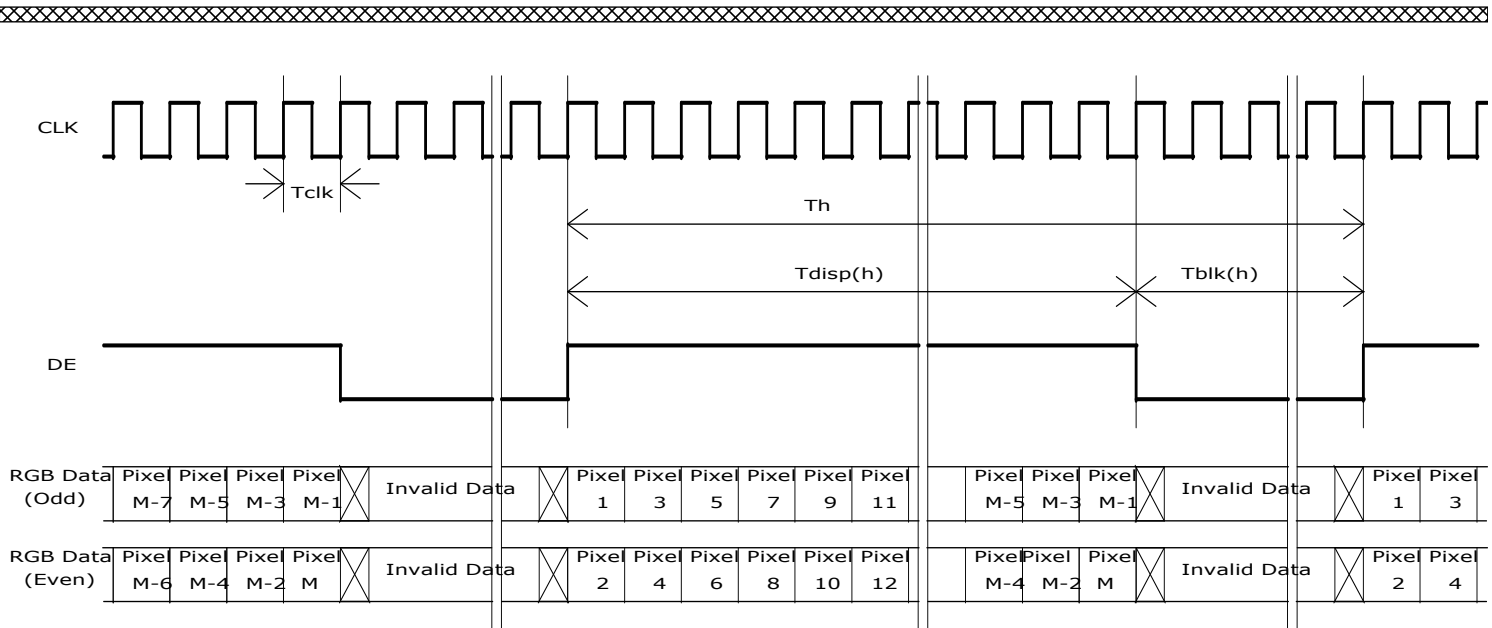 CLK
Tclk
Th
Tdisp(h)
Tblk(h)
DE
RGB Data
(Odd)
Pixel Pixel Pixel Pixel
M-7 M-5 M-3 M-1
Invalid Data
Pixel Pixel Pixel Pixel Pixel Pixel
1 3 5 7 9 11
Pixel Pixel Pixel
M-5 M-3 M-1
Invalid Data
Pixel Pixel
1 3
RGB Data
(Even)
Pixel Pixel Pixel Pixel
M-6 M-4 M-2 M
Invalid Data
Pixel Pixel Pixel Pixel Pixel Pixel
2 4 6 8 10 12
Pixel Pixel Pixel
M-4 M-2 M
Invalid Data
Pixel Pixel
2 4